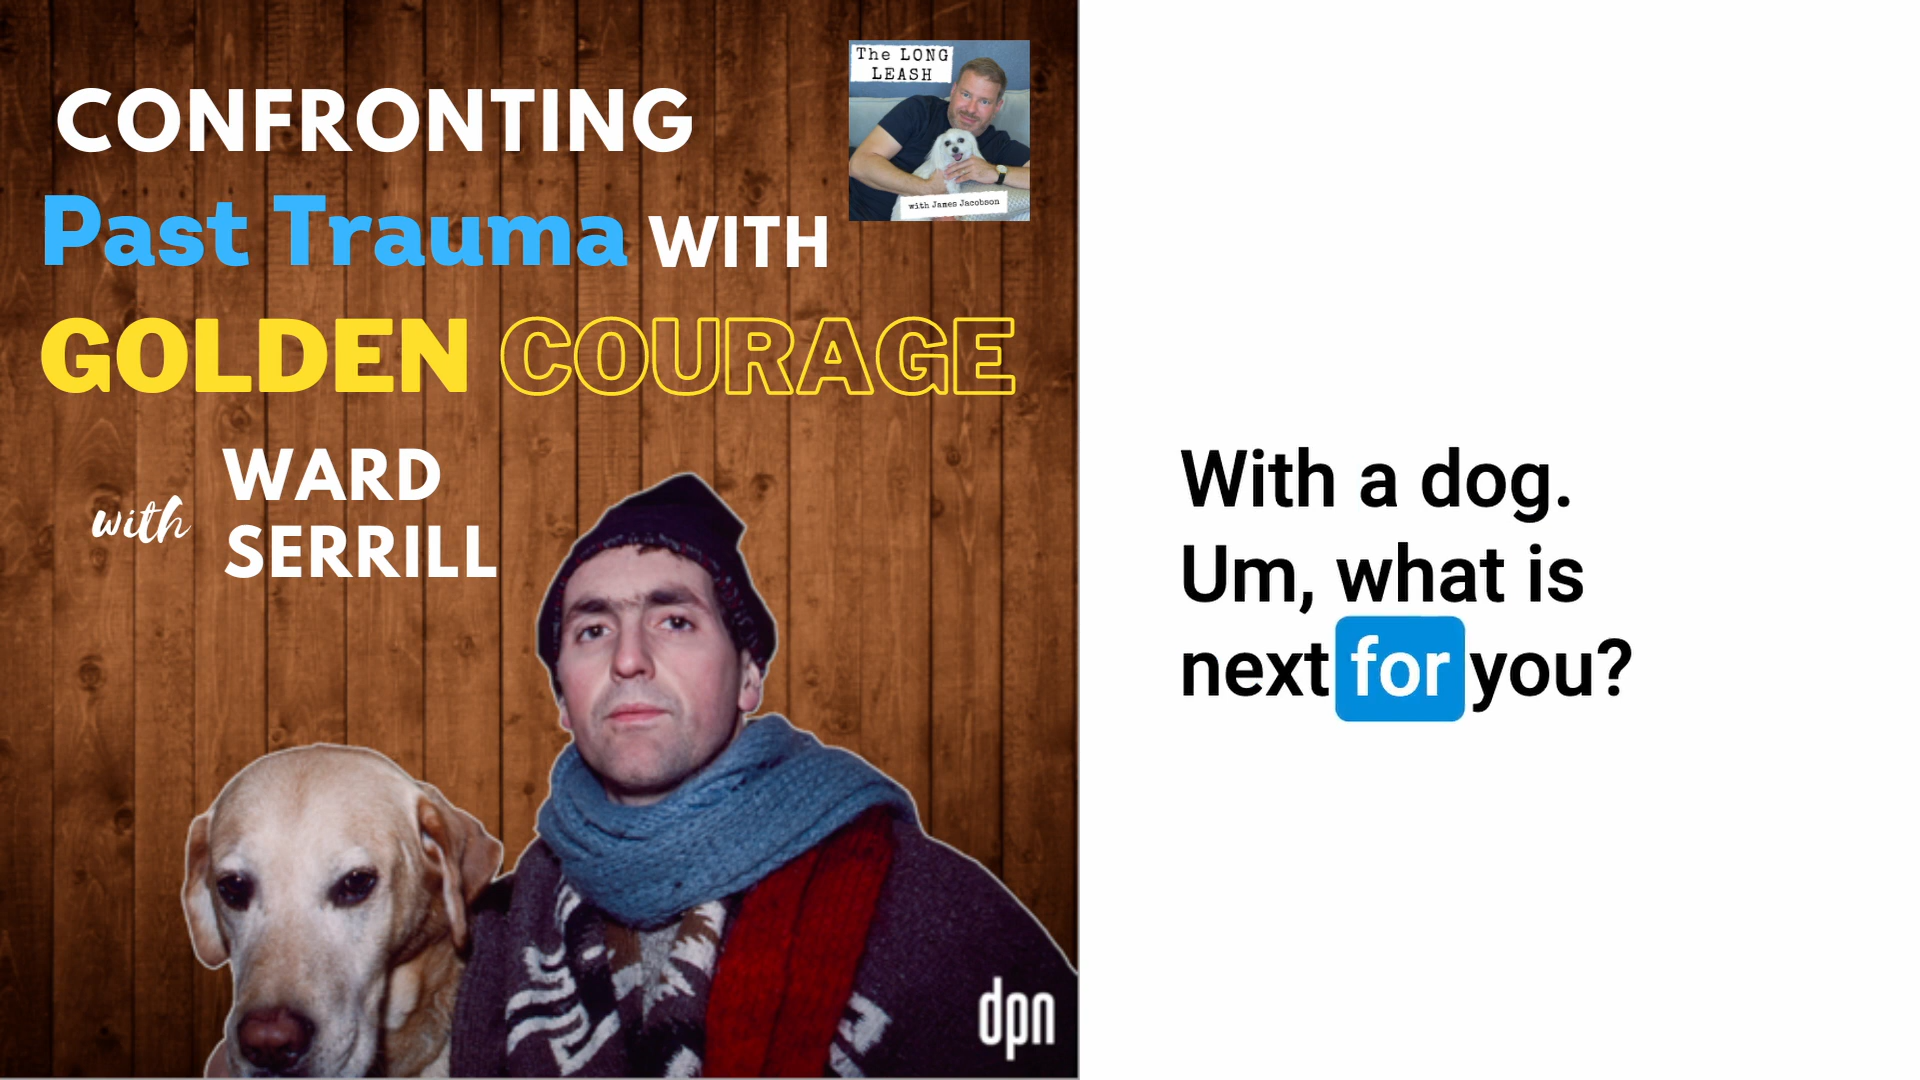 CONFRONTING
Past Trauma WITH
GOLDEN COURAGE
with
WARD
SERRILL
The LONG
LEASH
with James Jacobson
dpn
With a dog.
Um, what is
next for you?